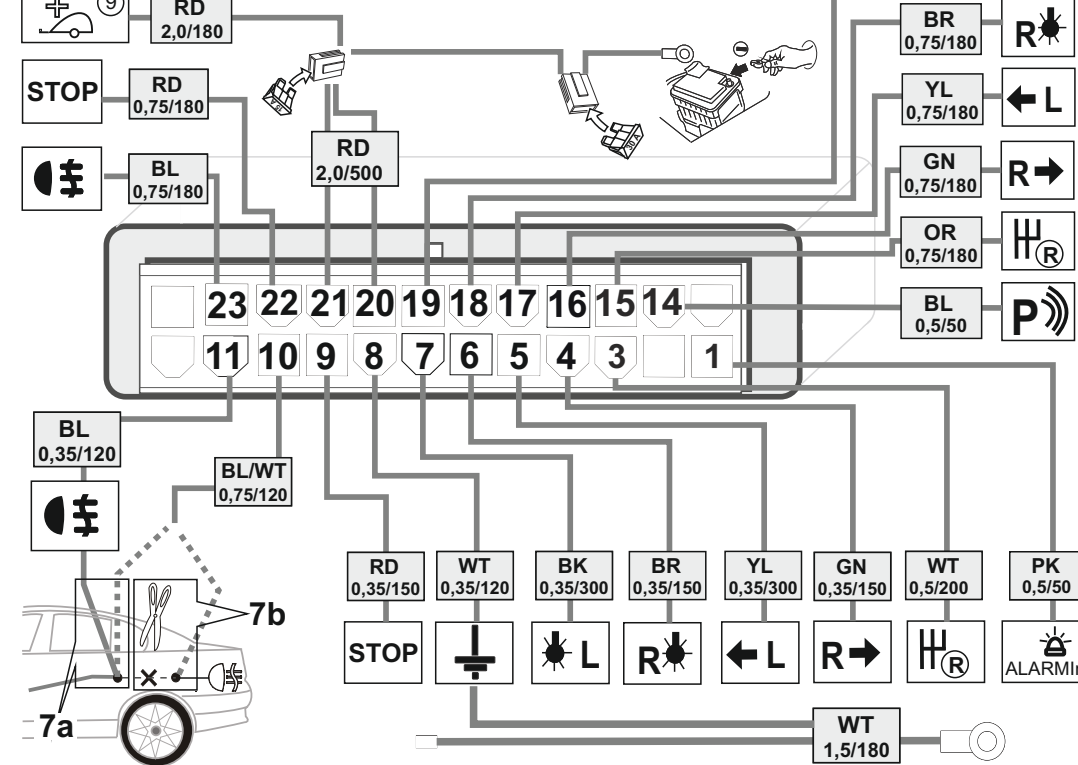 9
RD
2,0/180
BR
0,75/180
R
STOP
RD
0,75/180
YL
0,75/180
L
15 A
30 A
RD
2,0/500
BL
0,75/180
GN
0,75/180
R
OR
0,75/180
R
BL
0,5/50
P
23 22 21 20 19 18 17 16 15 14
11 10 9 8 7 6 5 4 3 1
BL
0,35/120
BL/WT
0,75/120
RD
0,35/150
WT
0,35/120
BK
0,35/300
BR
0,35/150
YL
0,35/300
GN
0,35/150
WT
0,5/200
PK
0,5/50
7b
STOP
L
R
L
R
R
ALARMIn
7a
WT
1,5/180